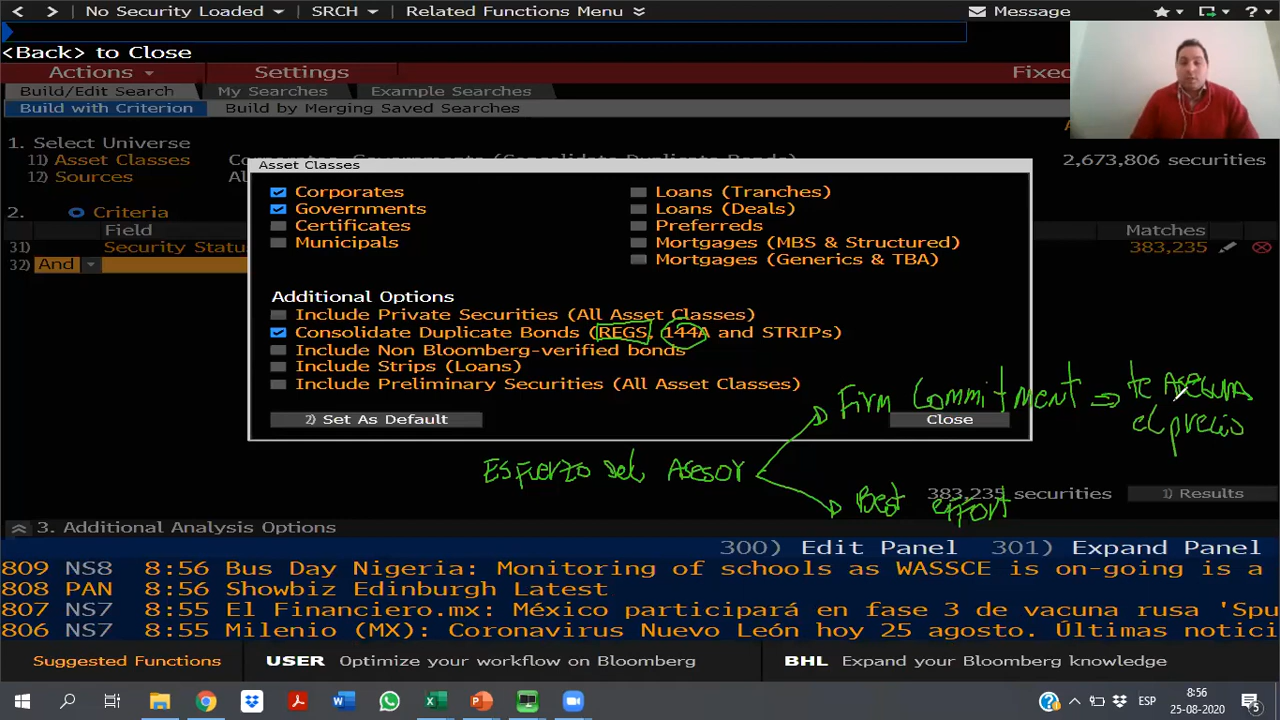 No Security Loaded SRCH Related Functions Menu Message
<Back> to Close
Actions Settings Fixed
Build/Edit Search My Searches Example Searches
Build with Criterion Build by Merging Saved Searches
1. Select Universe
11) Asset Classes 2,673,806 securities
12) Sources
2. Criteria
Field Matches
31) Security Status 383,235
32) And
Asset Classes
Corporates Loans (Tranches)
Governments Loans (Deals)
Certificates Preferreds
Municipals Mortgages (MBS & Structured)
Mortgages (Generics & TBA)
Additional Options
Include Private Securities (All Asset Classes)
Consolidate Duplicate Bonds (REGS, 144A and STRIPs)
Include Non Bloomberg-verified bonds
Include Strips (Loans)
Include Preliminary Securities (All Asset Classes)
2) Set As Default Close
Firm Commitment => te ASEGURA
el precio
Esfuerzo del ASESOR
Best effort
383,235 securities 1) Results
3. Additional Analysis Options
300) Edit Panel 301) Expand Panel
809 NS8 8:56 Bus Day Nigeria: Monitoring of schools as WASSCE is on-going is a
808 PAN 8:56 Showbiz Edinburgh Latest
807 NS7 8:55 El Financiero.mx: México participará en fase 3 de vacuna rusa 'Spu
806 NS7 8:55 Milenio (MX): Coronavirus Nuevo León hoy 25 agosto. Últimas notici
Suggested Functions USER Optimize your workflow on Bloomberg BHL Expand your Bloomberg knowledge
ESP 8:56
25-08-2020 5